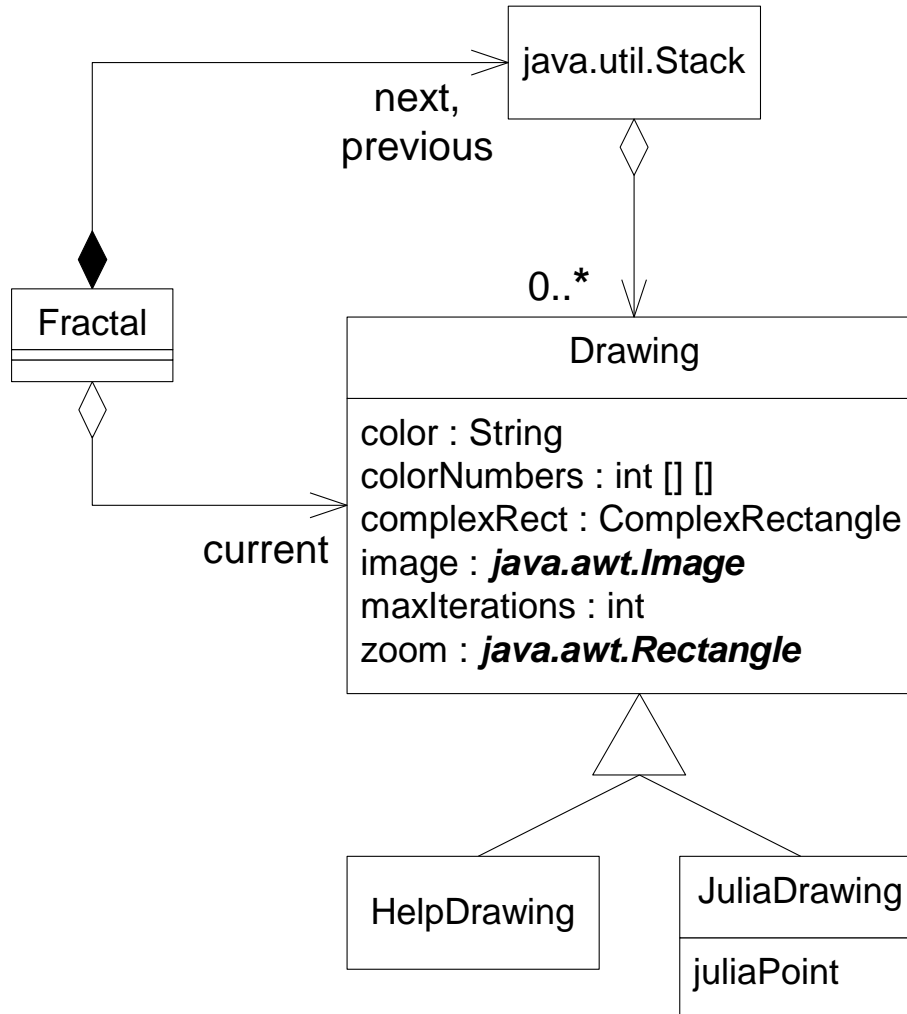 java.util.Stack
next,
previous
0..*
Fractal
Drawing
color : String
colorNumbers : int [] []
complexRect : ComplexRectangle
image : java.awt.Image
maxIterations : int
zoom : java.awt.Rectangle
current
HelpDrawing
JuliaDrawing
juliaPoint